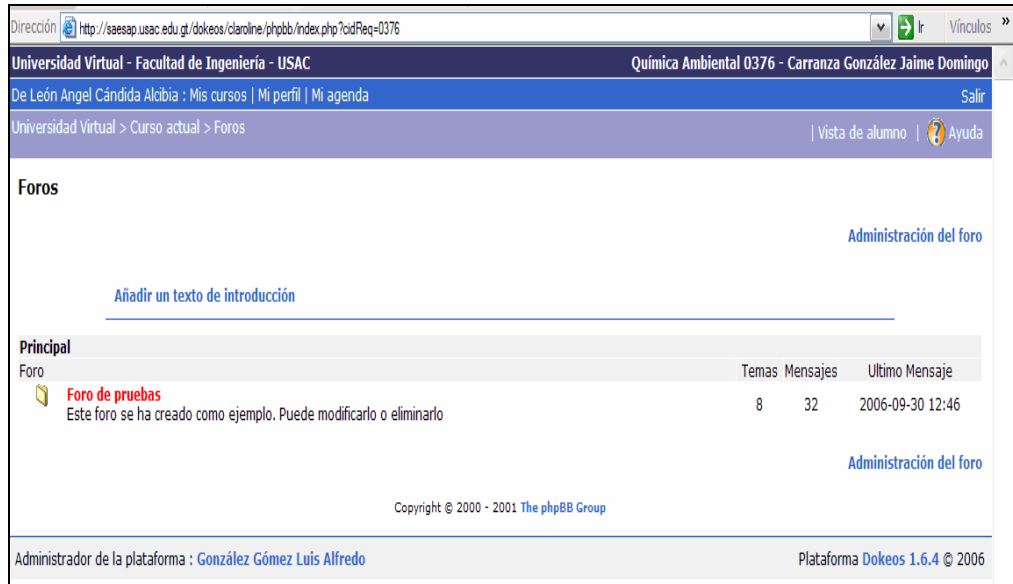 Dirección http://saesap.usac.edu.gt/dokeos/claroline/phpbb/index.php?cidReq=0376 Ir Vínculos »
Universidad Virtual - Facultad de Ingeniería - USAC Química Ambiental 0376 - Carranza González Jaime Domingo
De León Angel Cándida Alcibia : Mis cursos | Mi perfil | Mi agenda Salir
Universidad Virtual > Curso actual > Foros | Vista de alumno | ? Ayuda
Foros
Administración del foro
Añadir un texto de introducción
Principal
Foro Temas Mensajes Ultimo Mensaje
Foro de pruebas
Este foro se ha creado como ejemplo. Puede modificarlo o eliminarlo 8 32 2006-09-30 12:46
Administración del foro
Copyright © 2000 - 2001 The phpBB Group
Administrador de la plataforma : González Gómez Luis Alfredo Plataforma Dokeos 1.6.4 © 2006